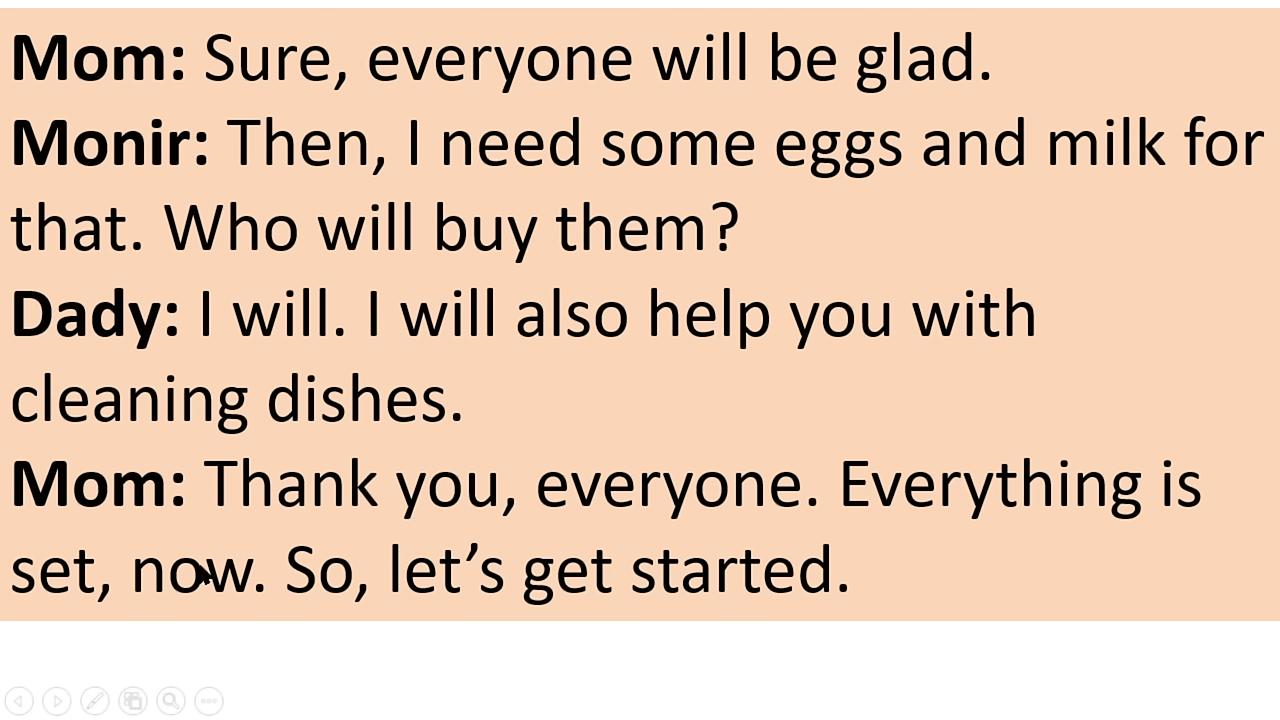 Mom: Sure, everyone will be glad.
Monir: Then, I need some eggs and milk for
that. Who will buy them?
Dady: I will. I will also help you with
cleaning dishes.
Mom: Thank you, everyone. Everything is
set, now. So, let’s get started.